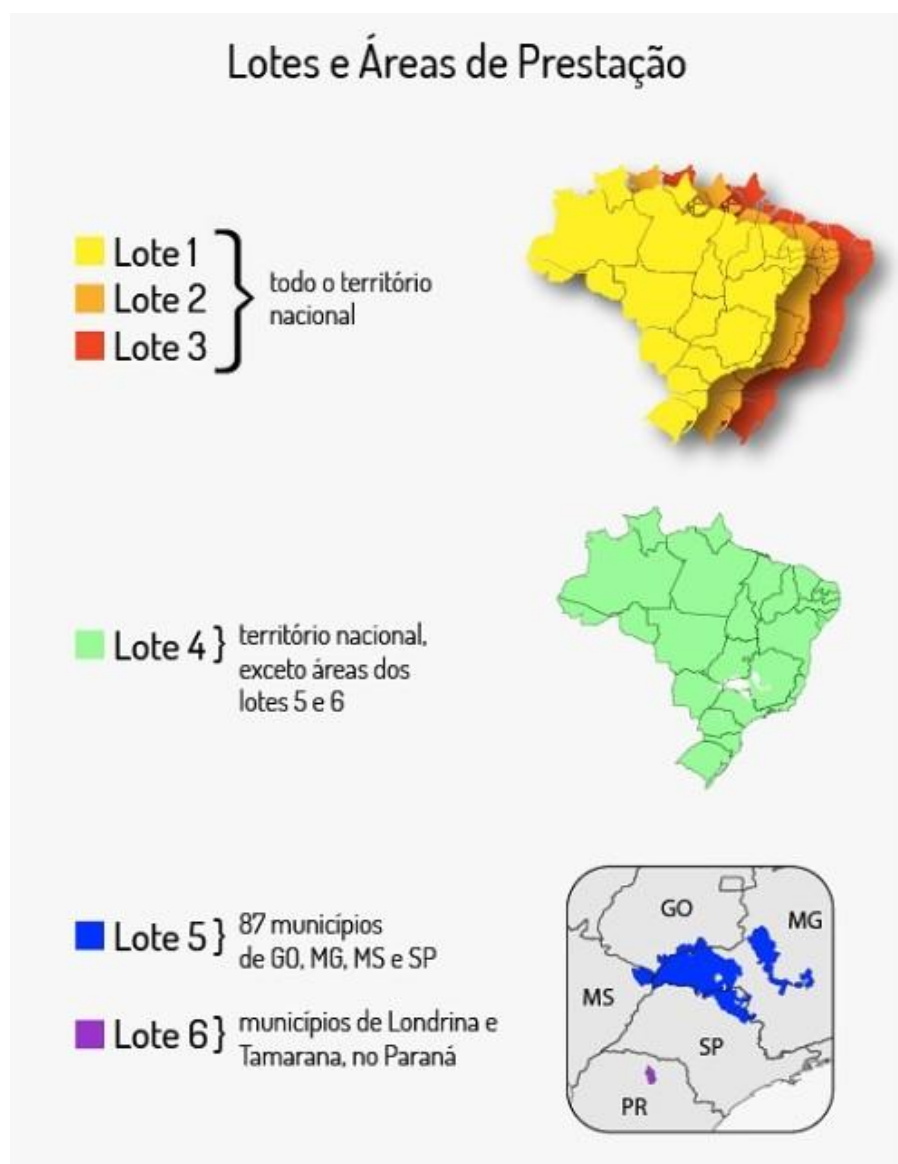 Lotes e Áreas de Prestação
Lote 1
Lote 2
Lote 3
todo o território
nacional
Lote 4
território nacional,
exceto áreas dos
lotes 5 e 6
Lote 5
87 municípios
de GO, MG, MS e SP
Lote 6
municípios de Londrina e
Tamarana, no Paraná
GO
MG
MS
SP
PR